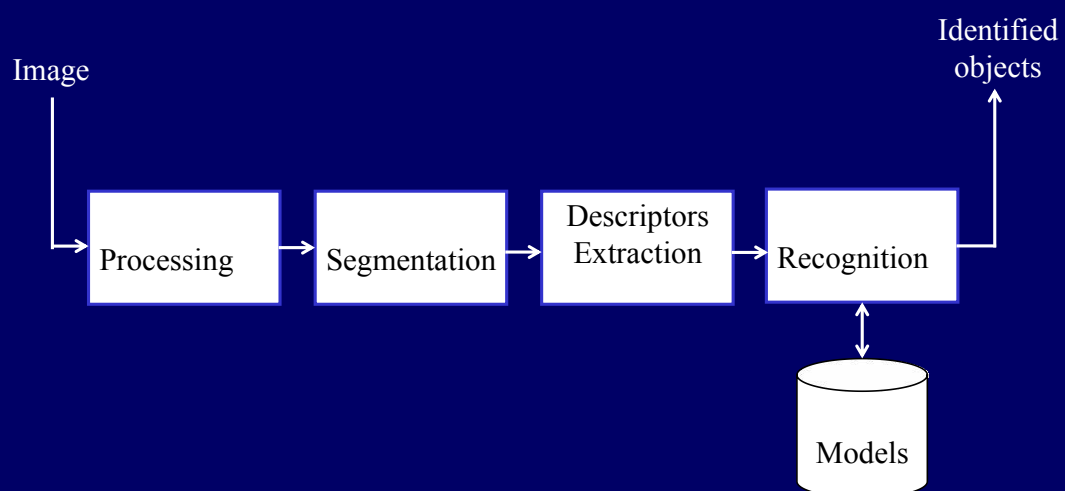 Image
Identified
objects
Processing
Segmentation
Descriptors
Extraction
Recognition
Models